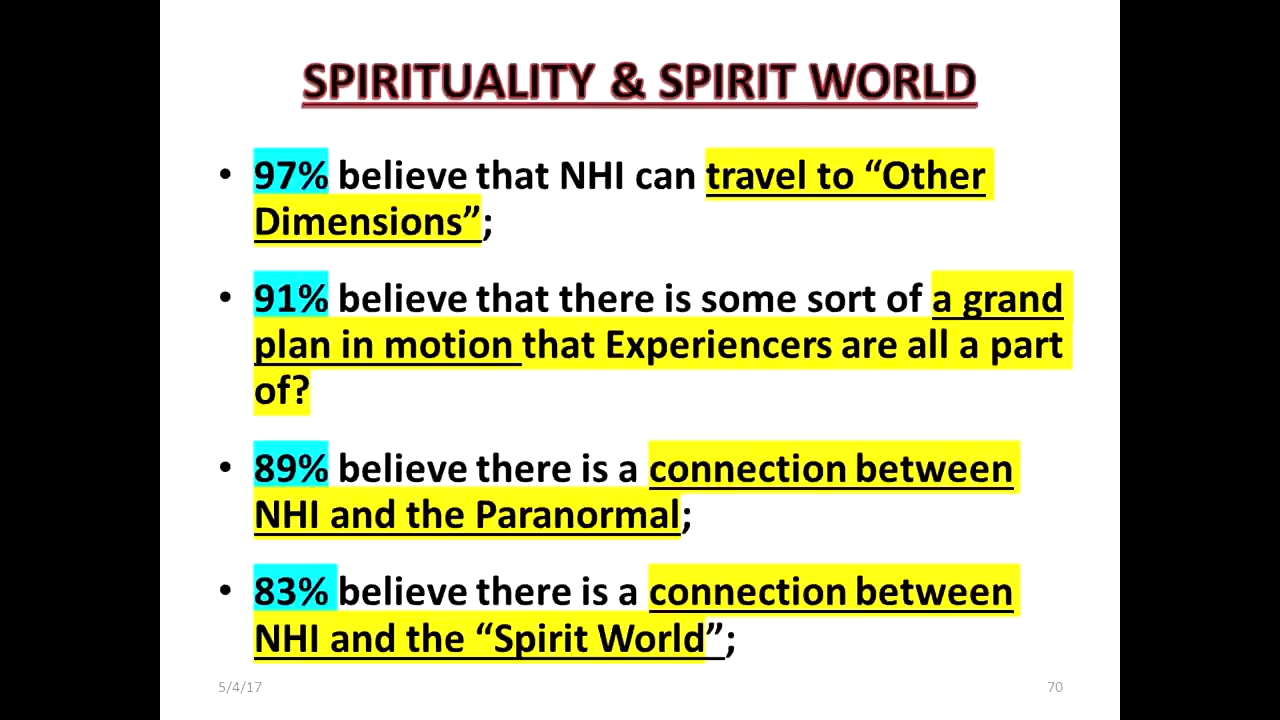 SPIRITUALITY & SPIRIT WORLD
• 97% believe that NHI can travel to “Other
Dimensions”;
• 91% believe that there is some sort of a grand
plan in motion that Experiencers are all a part
of?
• 89% believe there is a connection between
NHI and the Paranormal;
• 83% believe there is a connection between
NHI and the “Spirit World”;
5/4/17
70